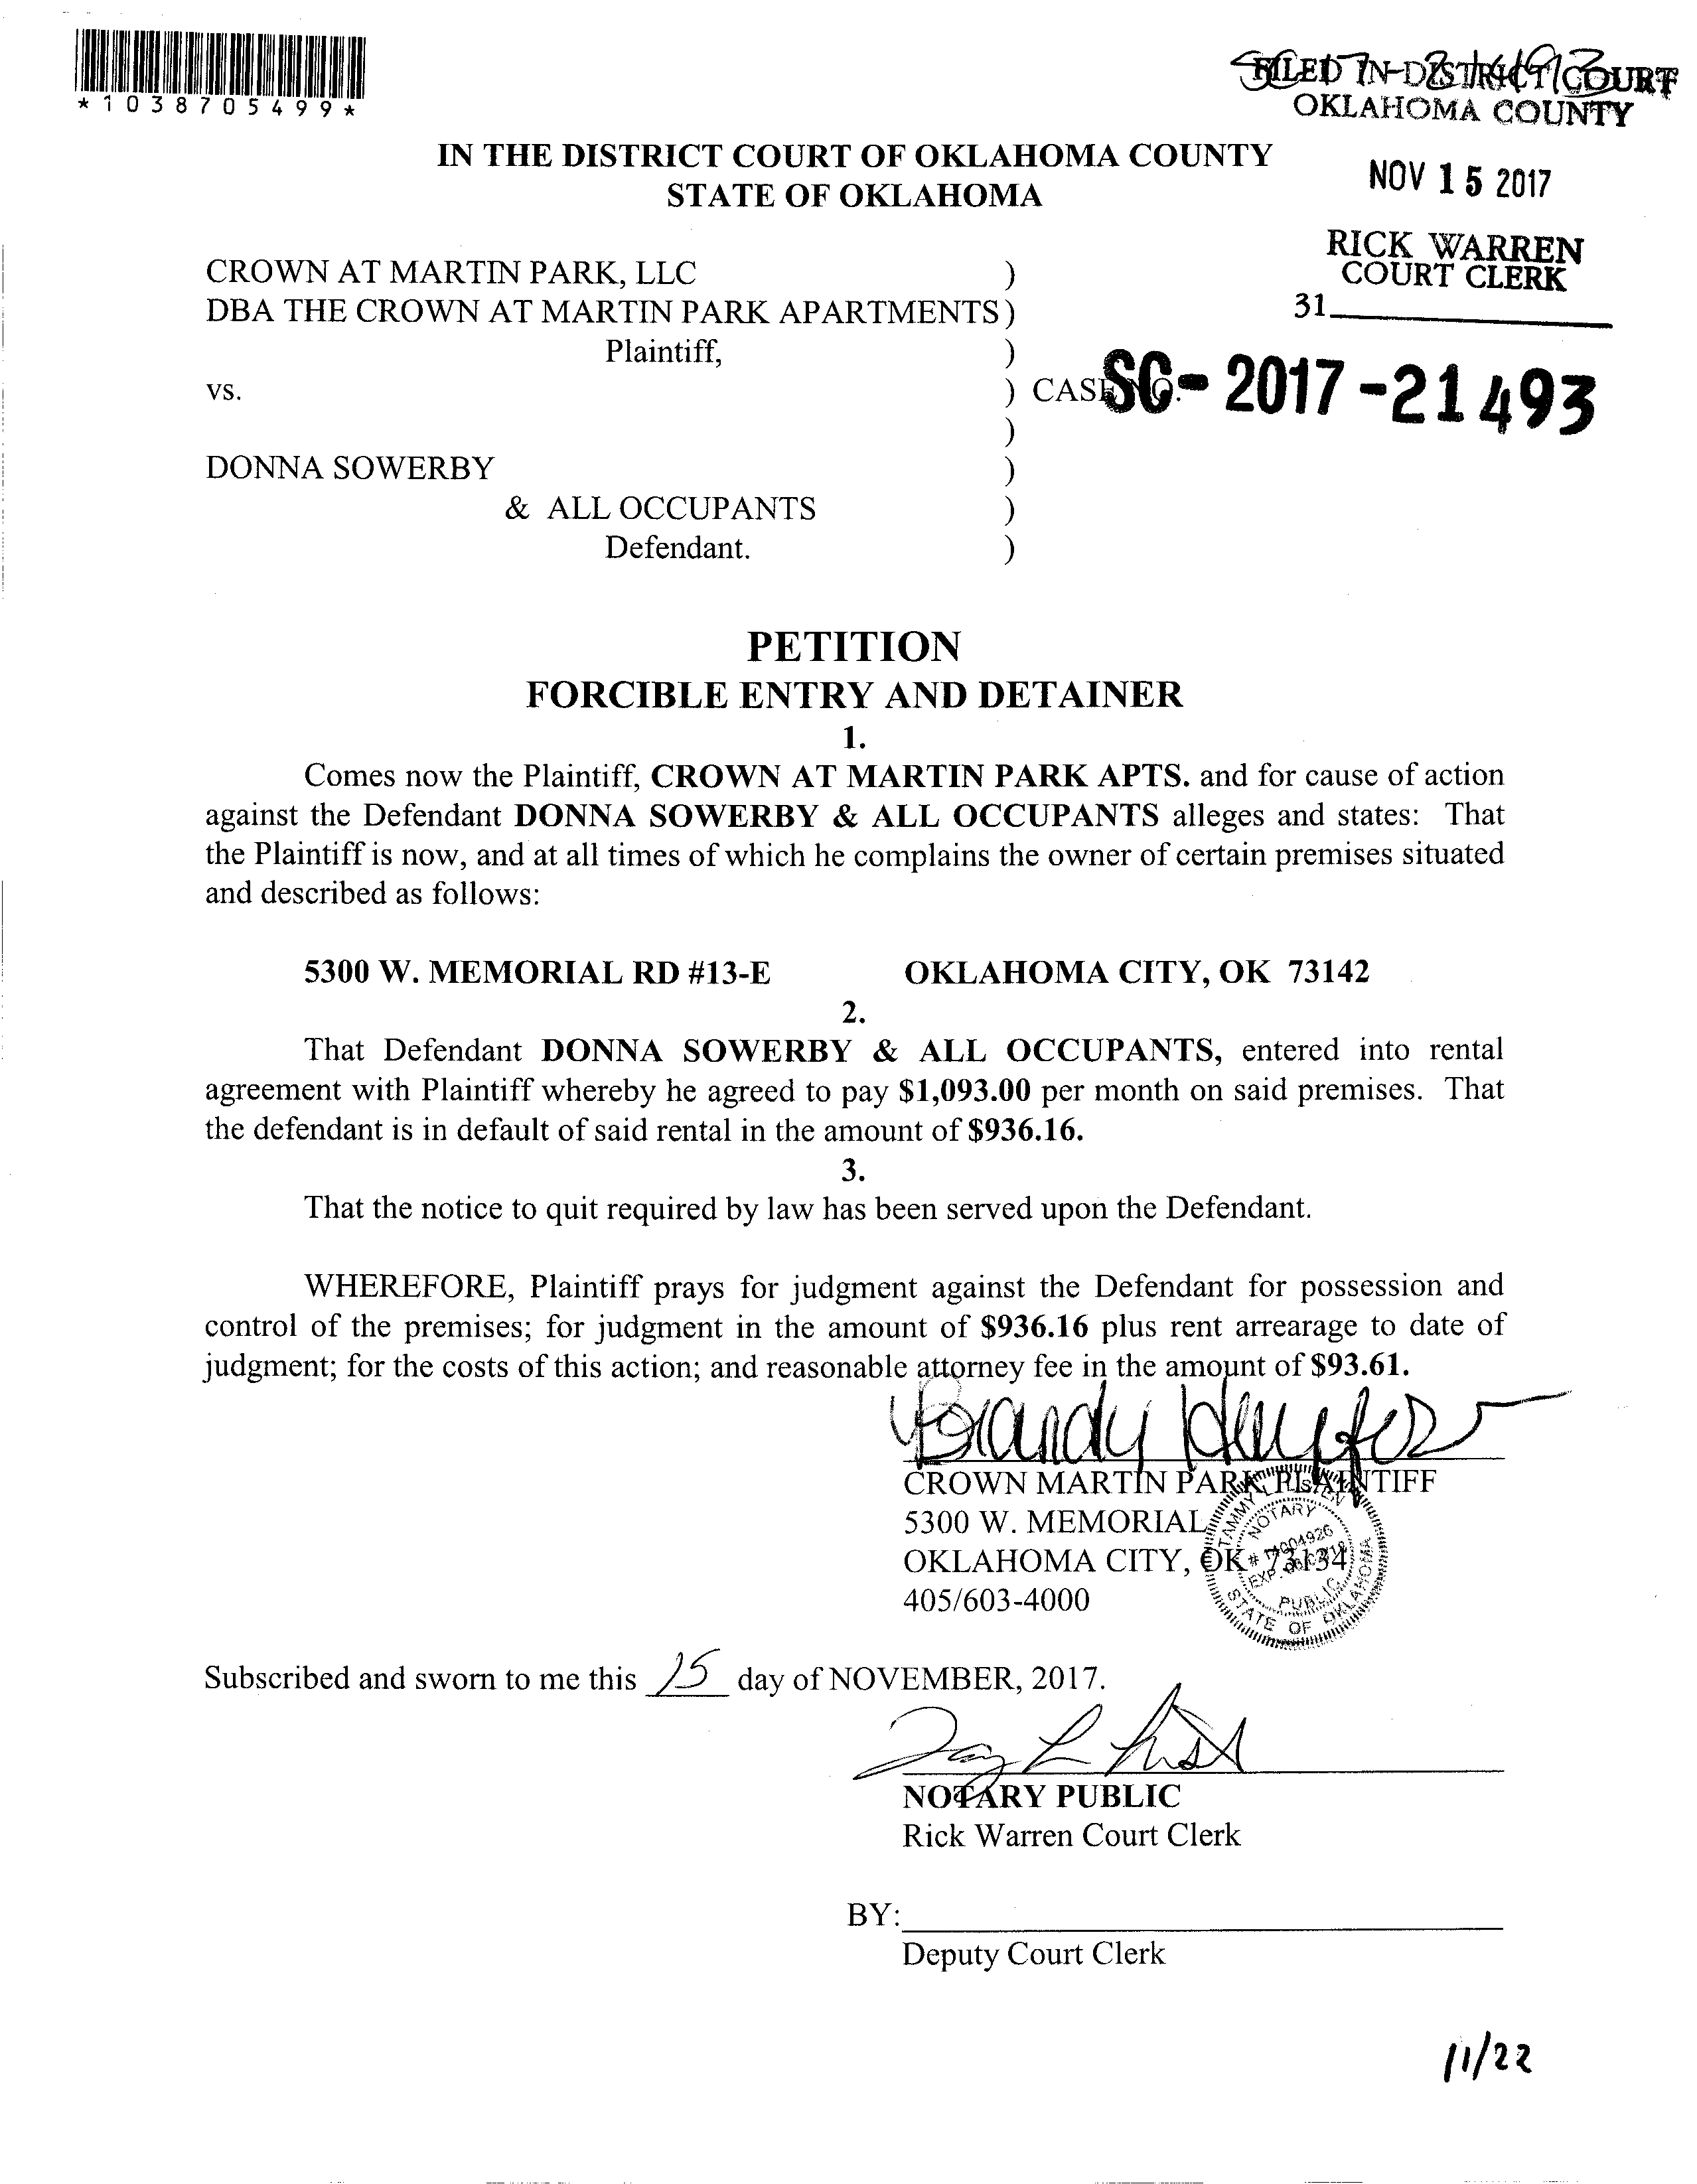 *1038705499*
FILED IN DISTRICT COURT
OKLAHOMA COUNTY
IN THE DISTRICT COURT OF OKLAHOMA COUNTY
STATE OF OKLAHOMA
NOV 15 2017
RICK WARREN
COURT CLERK
31
CROWN AT MARTIN PARK, LLC )
DBA THE CROWN AT MARTIN PARK APARTMENTS )
Plaintiff, )
vs. ) CASE NO. SC-2017-21493
)
DONNA SOWERBY )
& ALL OCCUPANTS )
Defendant. )
PETITION
FORCIBLE ENTRY AND DETAINER
1.
Comes now the Plaintiff, CROWN AT MARTIN PARK APTS. and for cause of action
against the Defendant DONNA SOWERBY & ALL OCCUPANTS alleges and states: That
the Plaintiff is now, and at all times of which he complains the owner of certain premises situated
and described as follows:
5300 W. MEMORIAL RD #13-E OKLAHOMA CITY, OK 73142
2.
That Defendant DONNA SOWERBY & ALL OCCUPANTS, entered into rental
agreement with Plaintiff whereby he agreed to pay $1,093.00 per month on said premises. That
the defendant is in default of said rental in the amount of $936.16.
3.
That the notice to quit required by law has been served upon the Defendant.
WHEREFORE, Plaintiff prays for judgment against the Defendant for possession and
control of the premises; for judgment in the amount of $936.16 plus rent arrearage to date of
judgment; for the costs of this action; and reasonable attorney fee in the amount of $93.61.
Brandy
CROWN MARTIN PARK PLAINTIFF
5300 W. MEMORIAL
OKLAHOMA CITY, OK 73134
405/603-4000
TAMMY
NOTARY
PUBLIC
STATE OF OKLAHOMA
Subscribed and sworn to me this 15 day of NOVEMBER, 2017.
NOTARY PUBLIC
Rick Warren Court Clerk
BY:
Deputy Court Clerk
11/22